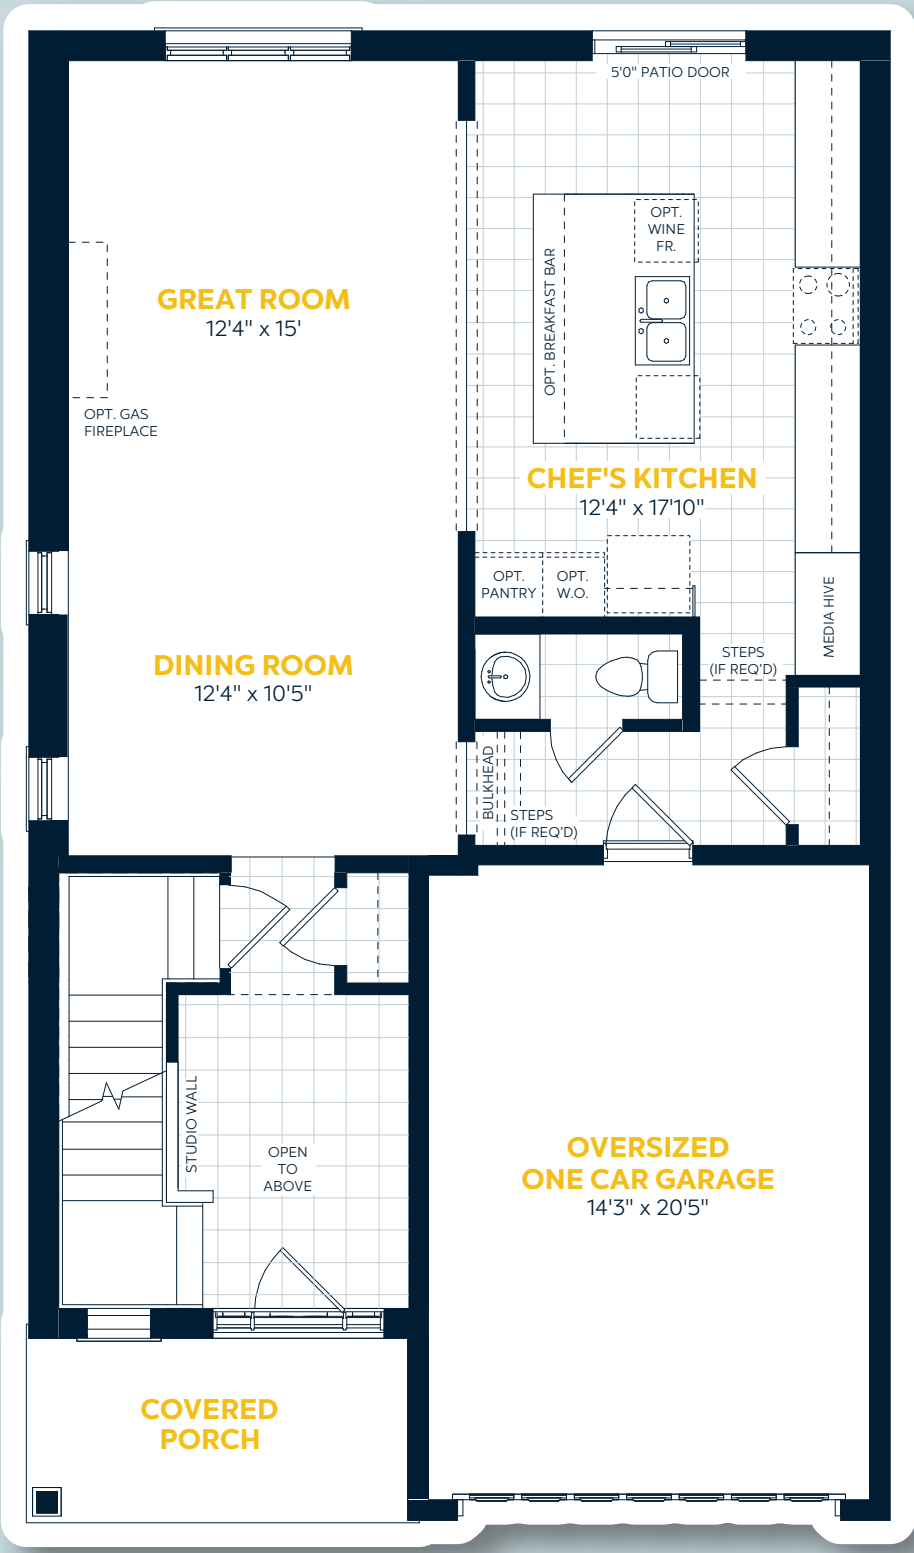 5'0" PATIO DOOR
OPT.
WINE
FR.
OPT. BREAKFAST BAR
GREAT ROOM
12'4" x 15'
OPT. GAS
FIREPLACE
CHEF'S KITCHEN
12'4" x 17'10"
OPT.
PANTRY
OPT.
W.O.
MEDIA HIVE
DINING ROOM
12'4" x 10'5"
STEPS
(IF REQ'D)
BULKHEAD
STEPS
(IF REQ'D)
STUDIO WALL
OPEN
TO
ABOVE
OVERSIZED
ONE CAR GARAGE
14'3" x 20'5"
COVERED
PORCH